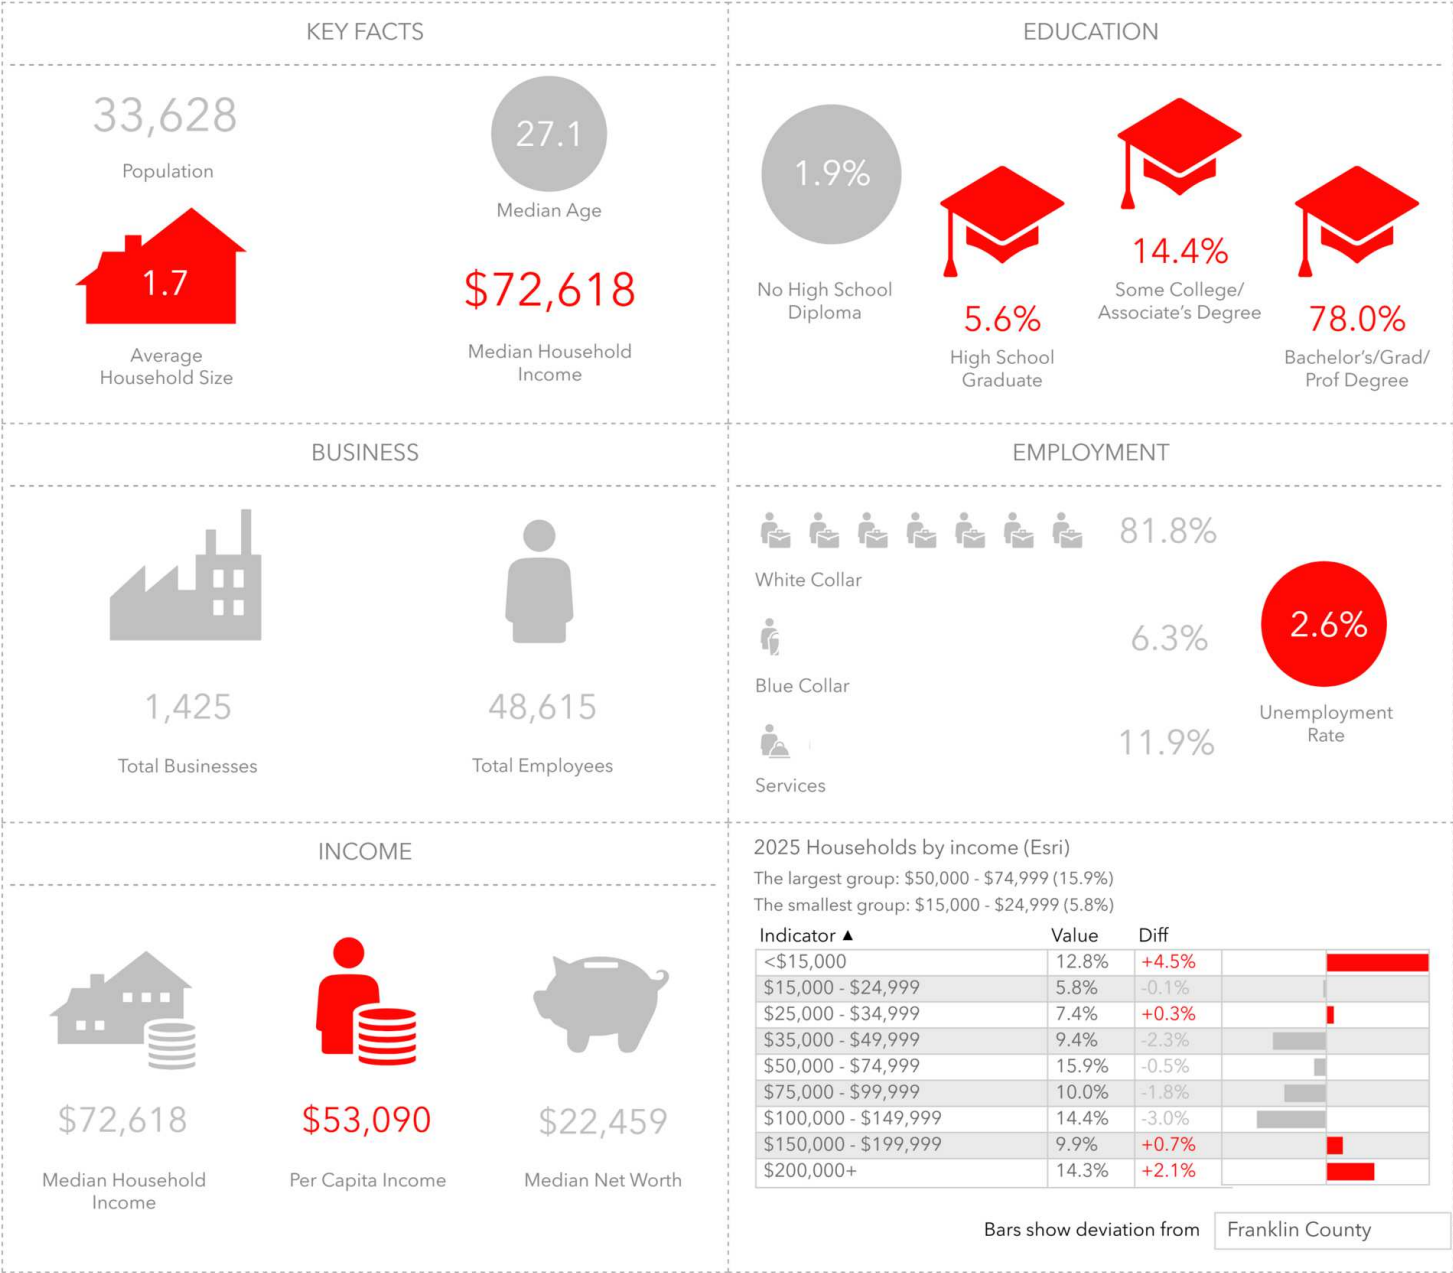 KEY FACTS
33,628
Population
27.1
Median Age
1.7
Average
Household Size
$72,618
Median Household
Income
EDUCATION
1.9%
No High School
Diploma
5.6%
High School
Graduate
14.4%
Some College/
Associate's Degree
78.0%
Bachelor's/Grad/
Prof Degree
BUSINESS
1,425
Total Businesses
48,615
Total Employees
EMPLOYMENT
81.8%
White Collar
6.3%
Blue Collar
11.9%
Services
2.6%
Unemployment
Rate
INCOME
$72,618
Median Household
Income
$53,090
Per Capita Income
$22,459
Median Net Worth
2025 Households by income (Esri)
The largest group: $50,000 - $74,999 (15.9%)
The smallest group: $15,000 - $24,999 (5.8%)
Indicator ▲ Value Diff
<$15,000 12.8% +4.5%
$15,000 - $24,999 5.8% -0.1%
$25,000 - $34,999 7.4% +0.3%
$35,000 - $49,999 9.4% -2.3%
$50,000 - $74,999 15.9% -0.5%
$75,000 - $99,999 10.0% -1.8%
$100,000 - $149,999 14.4% -3.0%
$150,000 - $199,999 9.9% +0.7%
$200,000+ 14.3% +2.1%
Bars show deviation from Franklin County